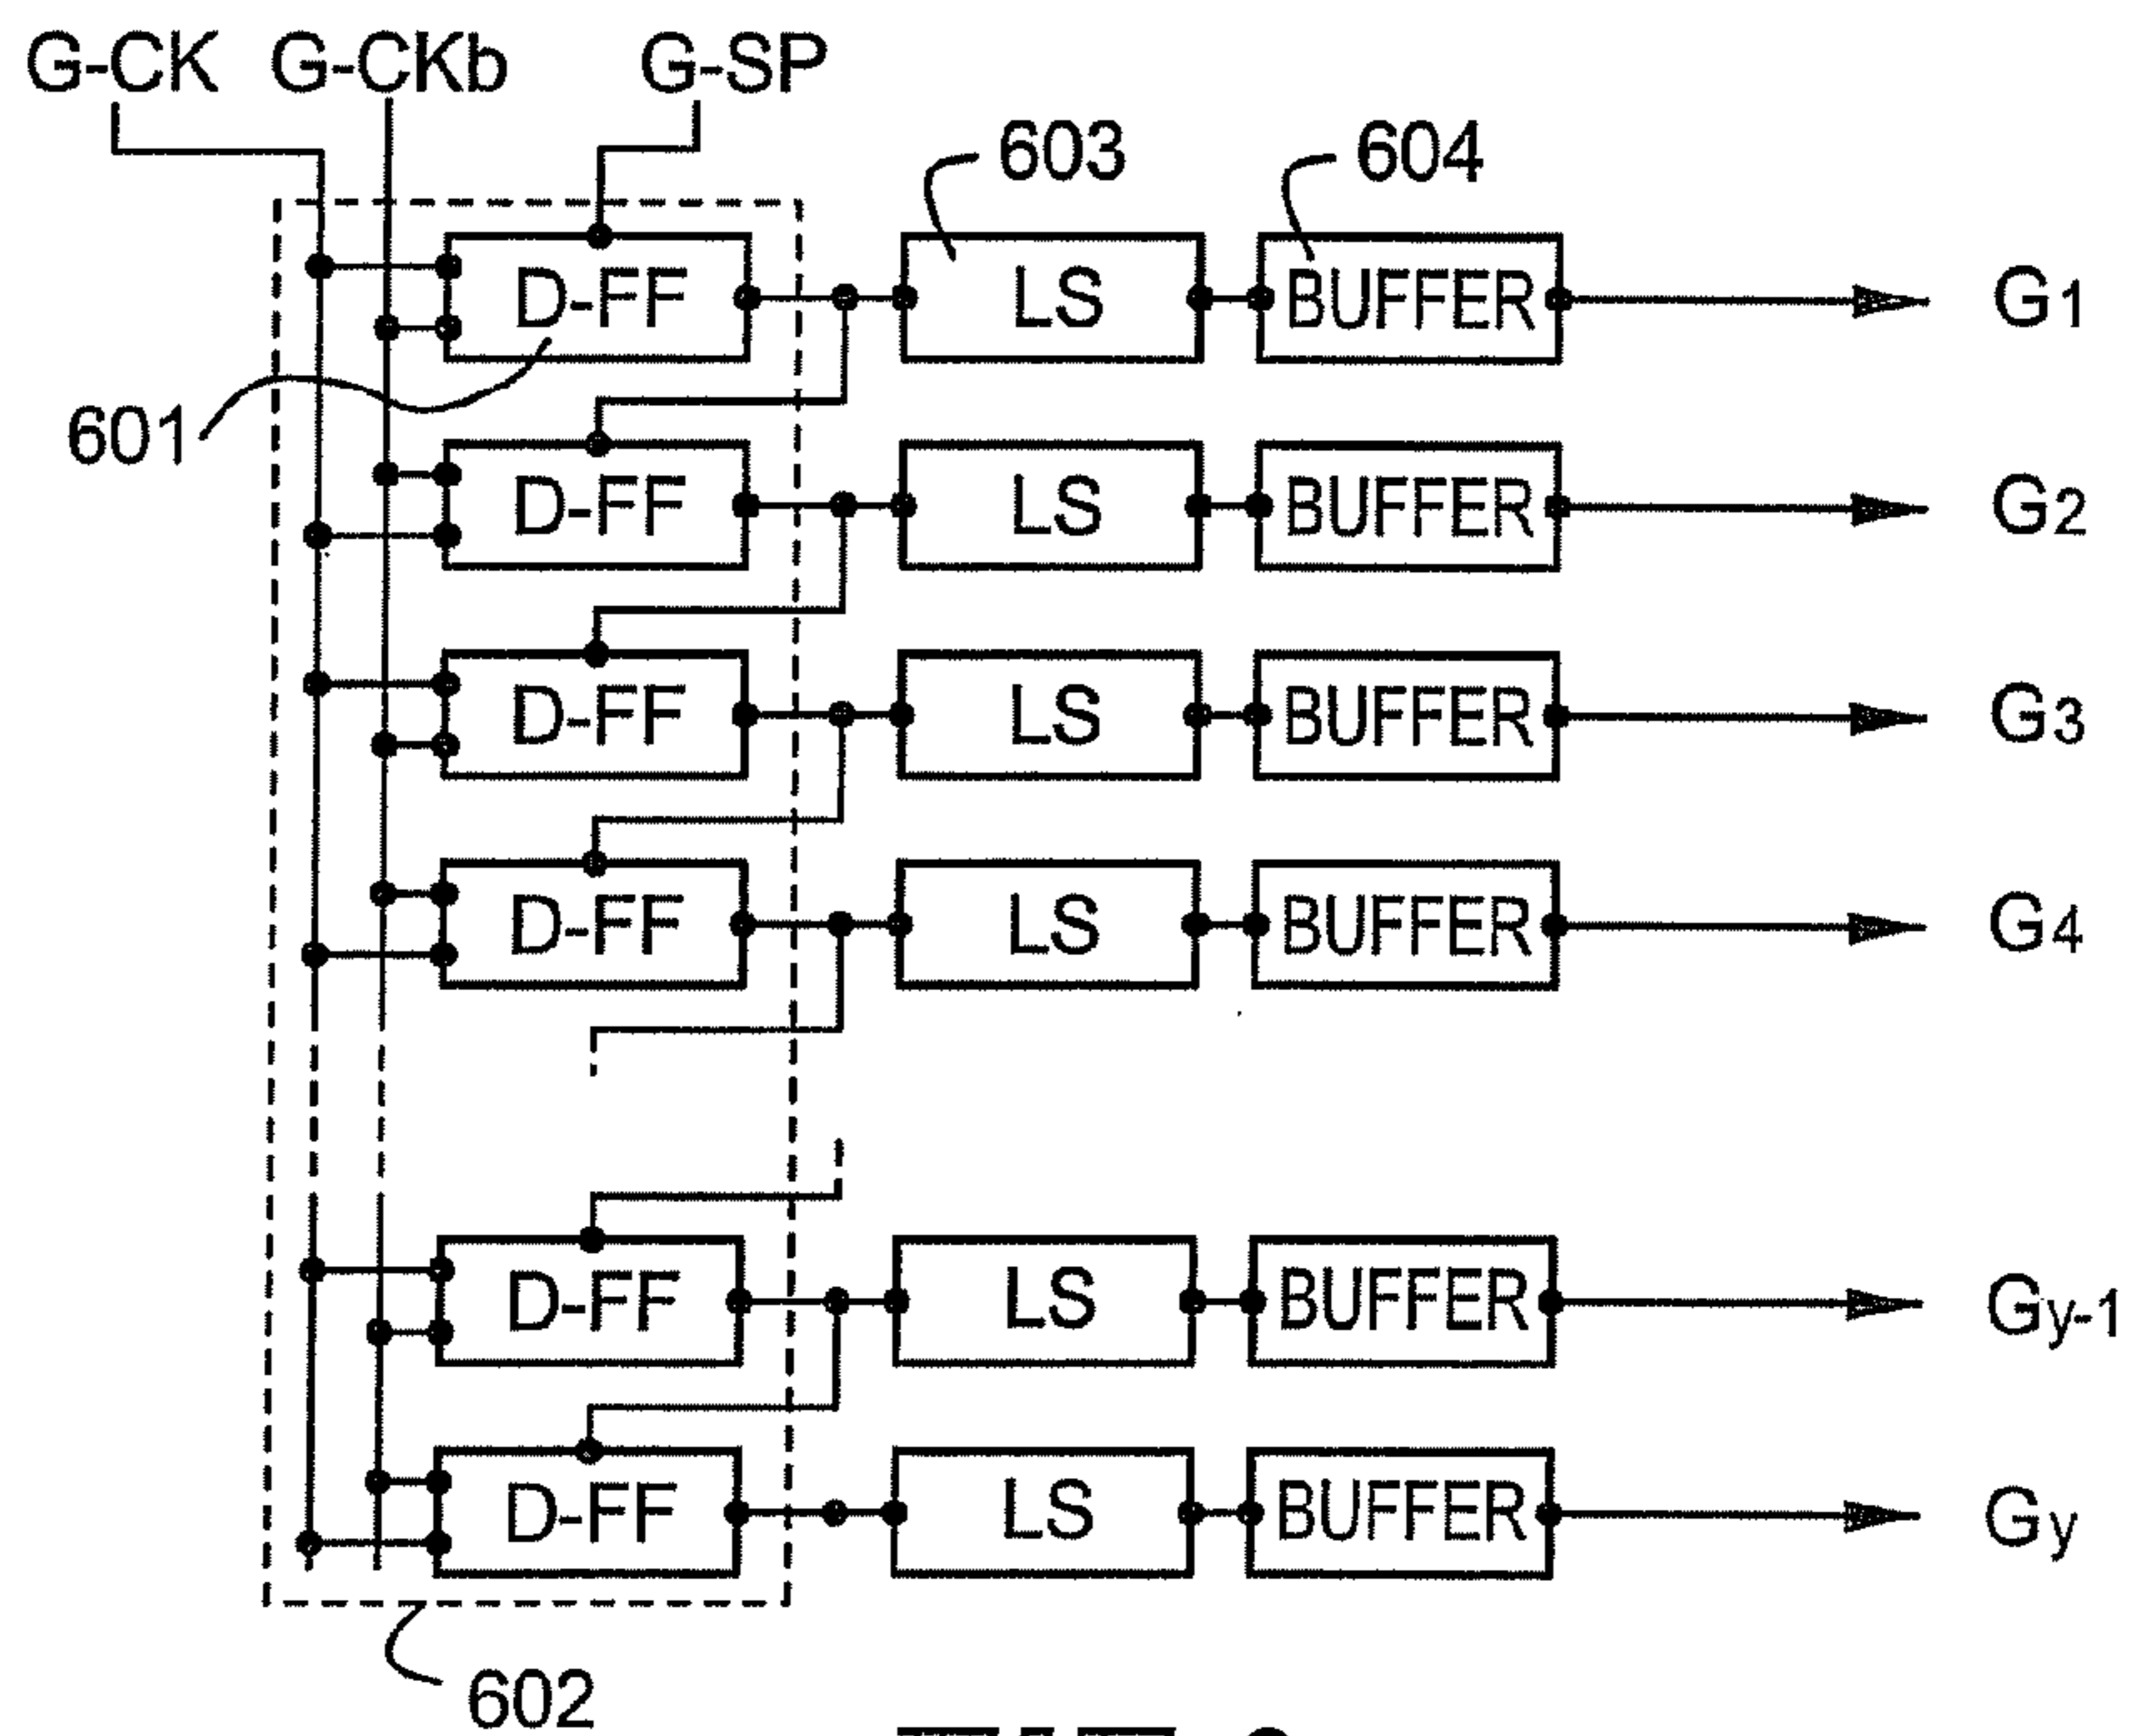 G-CK G-CKb G-SP
603 604
D-FF LS BUFFER G1
601
D-FF LS BUFFER G2
D-FF LS BUFFER G3
D-FF LS BUFFER G4
D-FF LS BUFFER Gy-1
D-FF LS BUFFER Gy
602